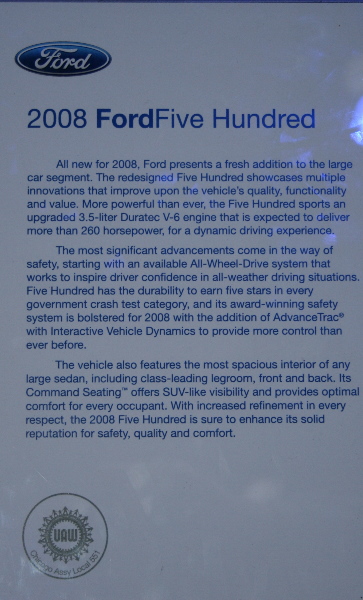 Ford
2008 FordFive Hundred
All new for 2008, Ford presents a fresh addition to the large
car segment. The redesigned Five Hundred showcases multiple
innovations that improve upon the vehicle's quality, functionality
and value. More powerful than ever, the Five Hundred sports an
upgraded 3.5-liter Duratec V-6 engine that is expected to deliver
more than 260 horsepower, for a dynamic driving experience.
The most significant advancements come in the way of
safety, starting with an available All-Wheel-Drive system that
works to inspire driver confidence in all-weather driving situations.
Five Hundred has the durability to earn five stars in every
government crash test category, and its award-winning safety
system is bolstered for 2008 with the addition of AdvanceTrac®
with Interactive Vehicle Dynamics to provide more control than
ever before.
The vehicle also features the most spacious interior of any
large sedan, including class-leading legroom, front and back. Its
Command Seating™ offers SUV-like visibility and provides optimal
comfort for every occupant. With increased refinement in every
respect, the 2008 Five Hundred is sure to enhance its solid
reputation for safety, quality and comfort.
UAW
Chicago Assy Local 551